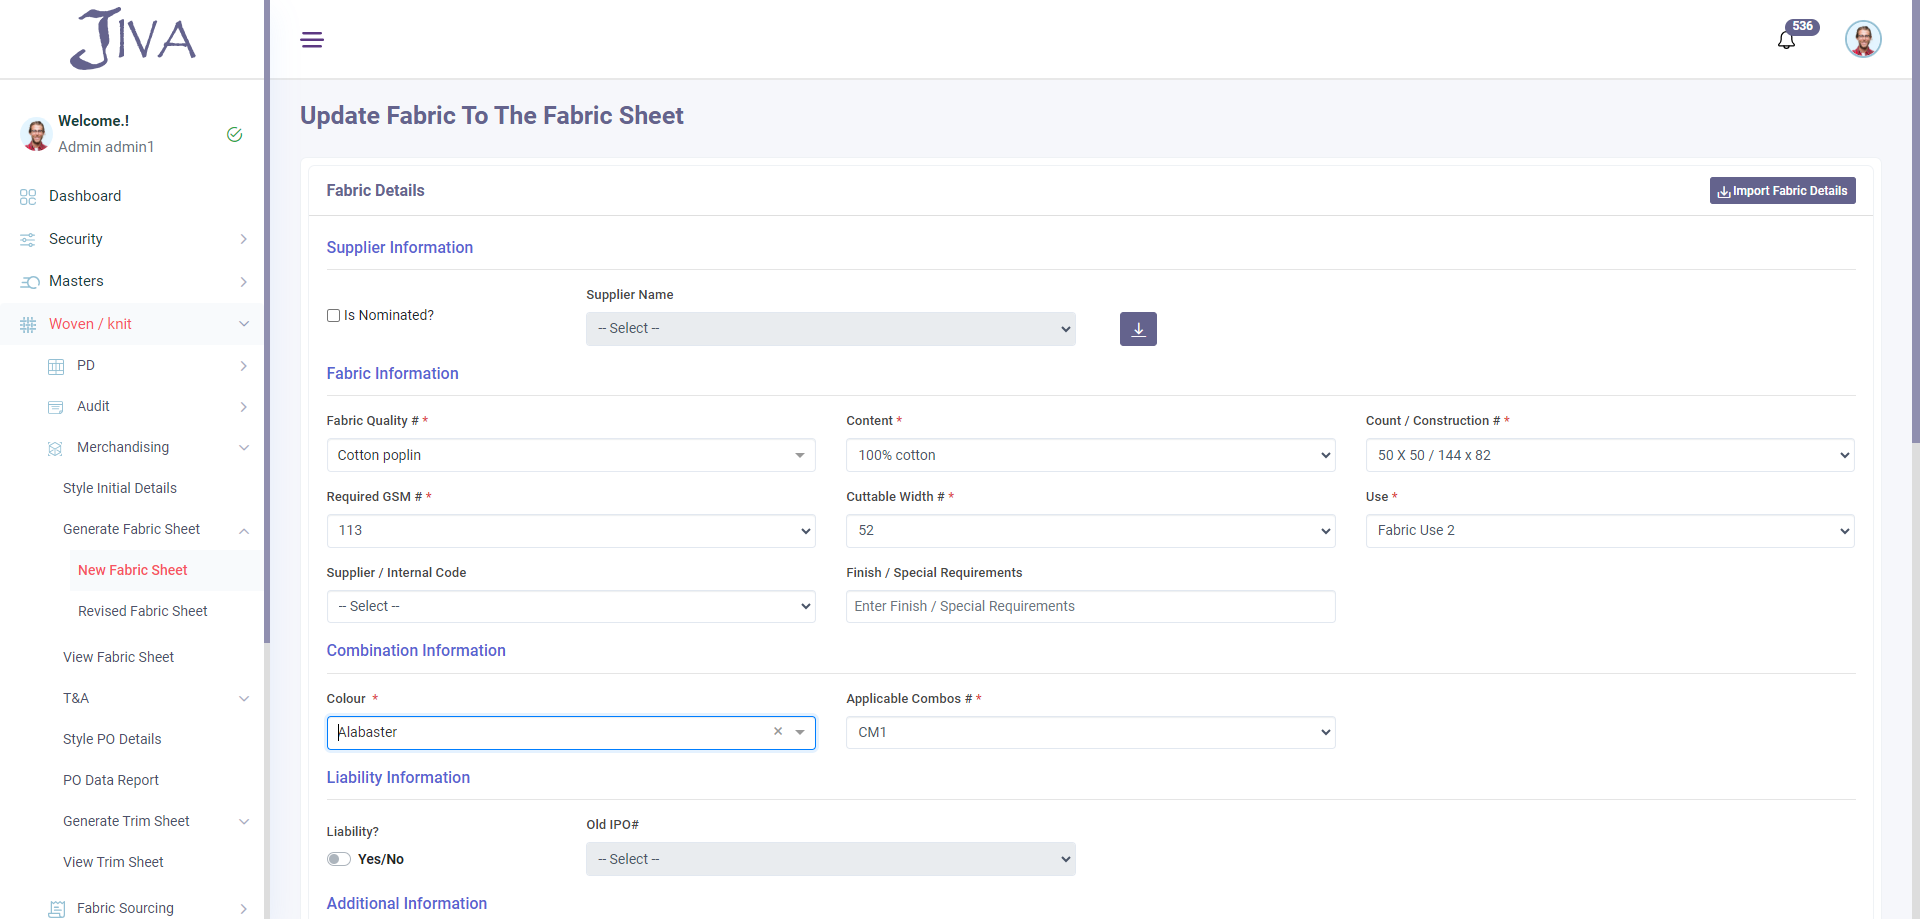 JIVA
536
Welcome.!
Admin admin1
Dashboard
Security
Masters
Woven / knit
PD
Audit
Merchandising
Style Initial Details
Generate Fabric Sheet
New Fabric Sheet
Revised Fabric Sheet
View Fabric Sheet
T&A
Style PO Details
PO Data Report
Generate Trim Sheet
View Trim Sheet
Fabric Sourcing
Update Fabric To The Fabric Sheet
Fabric Details
Import Fabric Details
Supplier Information
Is Nominated?
Supplier Name
-- Select --
Fabric Information
Fabric Quality # *
Content *
Count / Construction # *
Cotton poplin
100% cotton
50 X 50 / 144 x 82
Required GSM # *
Cuttable Width # *
Use *
113
52
Fabric Use 2
Supplier / Internal Code
Finish / Special Requirements
-- Select --
Enter Finish / Special Requirements
Combination Information
Colour *
Applicable Combos # *
Alabaster
CM1
Liability Information
Liability?
Old IPO#
Yes/No
-- Select --
Additional Information